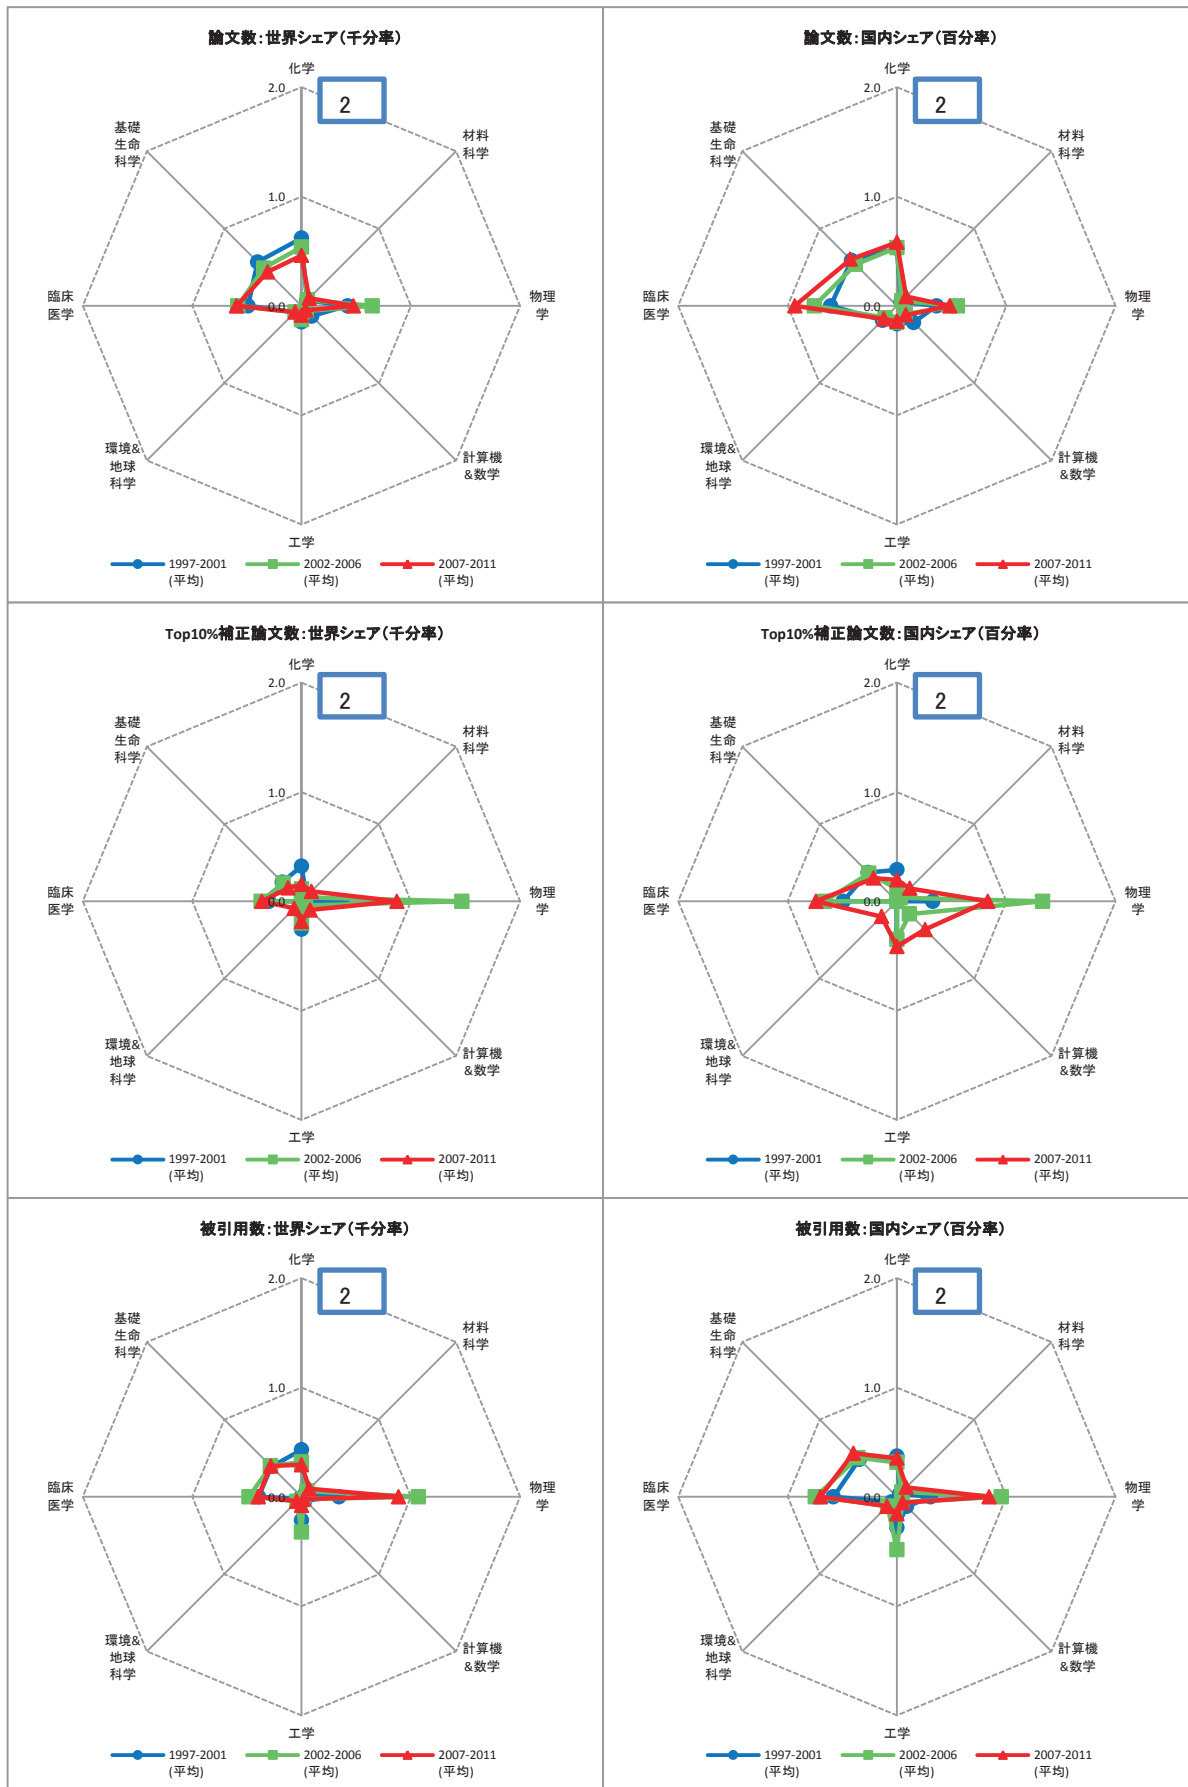 論文数：世界シェア（千分率）
化学
2.0
2
基礎
生命
科学
材料
科学
1.0
臨床
医学
0.0
物理
学
環境&
地球
科学
計算機
&数学
工学
1997-2001
(平均)
2002-2006
(平均)
2007-2011
(平均)
論文数：国内シェア（百分率）
化学
2.0
2
基礎
生命
科学
材料
科学
1.0
臨床
医学
0.0
物理
学
環境&
地球
科学
計算機
&数学
工学
1997-2001
(平均)
2002-2006
(平均)
2007-2011
(平均)
Top10%補正論文数：世界シェア（千分率）
化学
2.0
2
基礎
生命
科学
材料
科学
1.0
臨床
医学
0.0
物理
学
環境&
地球
科学
計算機
&数学
工学
1997-2001
(平均)
2002-2006
(平均)
2007-2011
(平均)
Top10%補正論文数：国内シェア（百分率）
化学
2.0
2
基礎
生命
科学
材料
科学
1.0
臨床
医学
0.0
物理
学
環境&
地球
科学
計算機
&数学
工学
1997-2001
(平均)
2002-2006
(平均)
2007-2011
(平均)
被引用数：世界シェア（千分率）
化学
2.0
2
基礎
生命
科学
材料
科学
1.0
臨床
医学
0.0
物理
学
環境&
地球
科学
計算機
&数学
工学
1997-2001
(平均)
2002-2006
(平均)
2007-2011
(平均)
被引用数：国内シェア（百分率）
化学
2.0
2
基礎
生命
科学
材料
科学
1.0
臨床
医学
0.0
物理
学
環境&
地球
科学
計算機
&数学
工学
1997-2001
(平均)
2002-2006
(平均)
2007-2011
(平均)